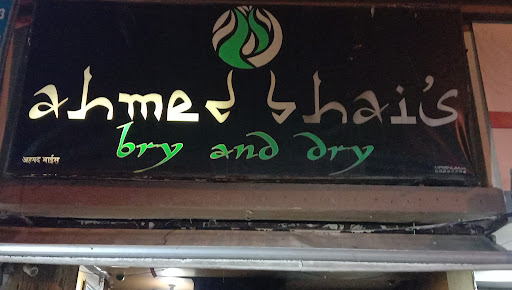 ahmed bhai's
bry and dry
अहमद भाईस